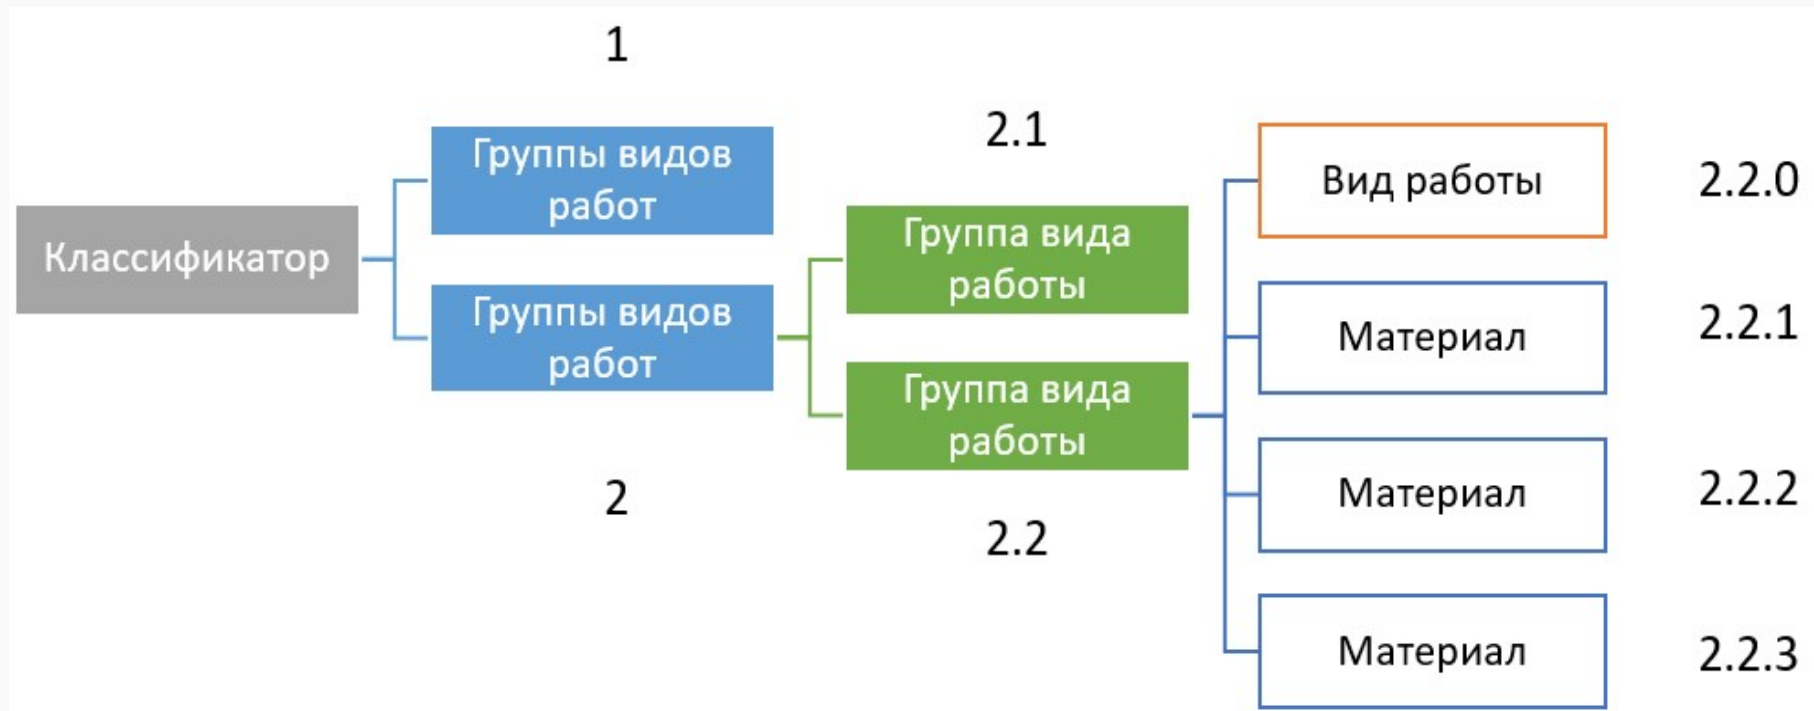 1
2.1
Группы видов
работ
Вид работы
2.2.0
Классификатор
Группа вида
работы
Группы видов
работ
Материал
2.2.1
Группа вида
работы
2
2.2
Материал
2.2.2
Материал
2.2.3